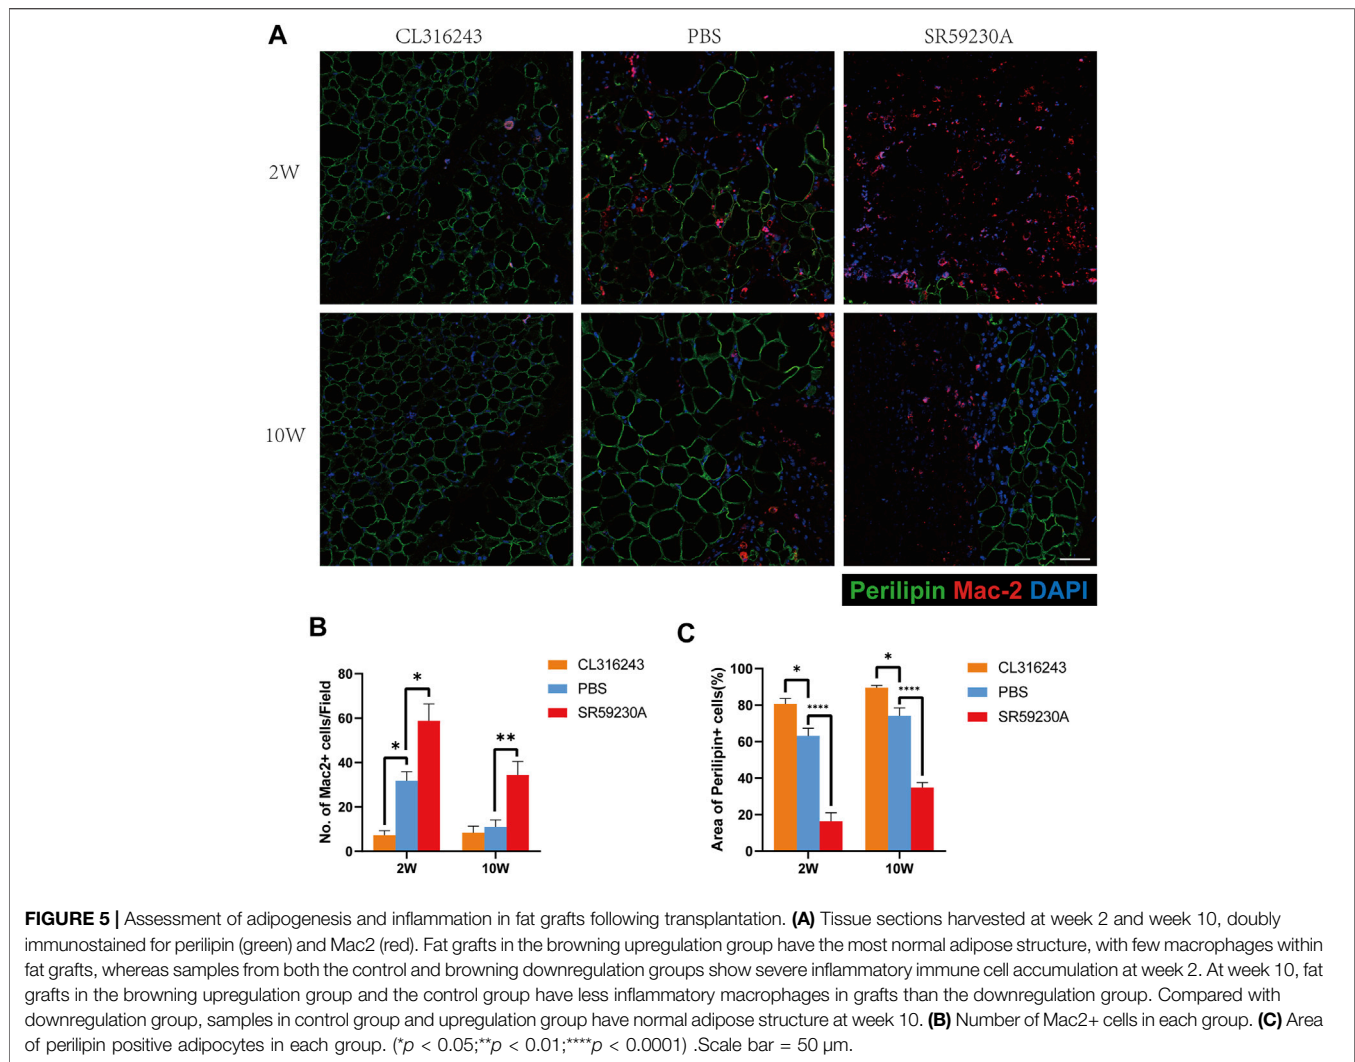 A
CL316243 PBS SR59230A
2W
10W
Perilipin Mac-2 DAPI
B
No. of Mac2+ cells/Field
80
60
40
20
0
* * **
2W 10W
CL316243
PBS
SR59230A
C
Area of Perilipin+ cells(%)
100
80
60
40
20
0
* **** * ****
2W 10W
CL316243
PBS
SR59230A
FIGURE 5 | Assessment of adipogenesis and inflammation in fat grafts following transplantation. (A) Tissue sections harvested at week 2 and week 10, doubly
immunostained for perilipin (green) and Mac2 (red). Fat grafts in the browning upregulation group have the most normal adipose structure, with few macrophages within
fat grafts, whereas samples from both the control and browning downregulation groups show severe inflammatory immune cell accumulation at week 2. At week 10, fat
grafts in the browning upregulation group and the control group have less inflammatory macrophages in grafts than the downregulation group. Compared with
downregulation group, samples in control group and upregulation group have normal adipose structure at week 10. (B) Number of Mac2+ cells in each group. (C) Area
of perilipin positive adipocytes in each group. (*p < 0.05;**p < 0.01;****p < 0.0001) .Scale bar = 50 µm.